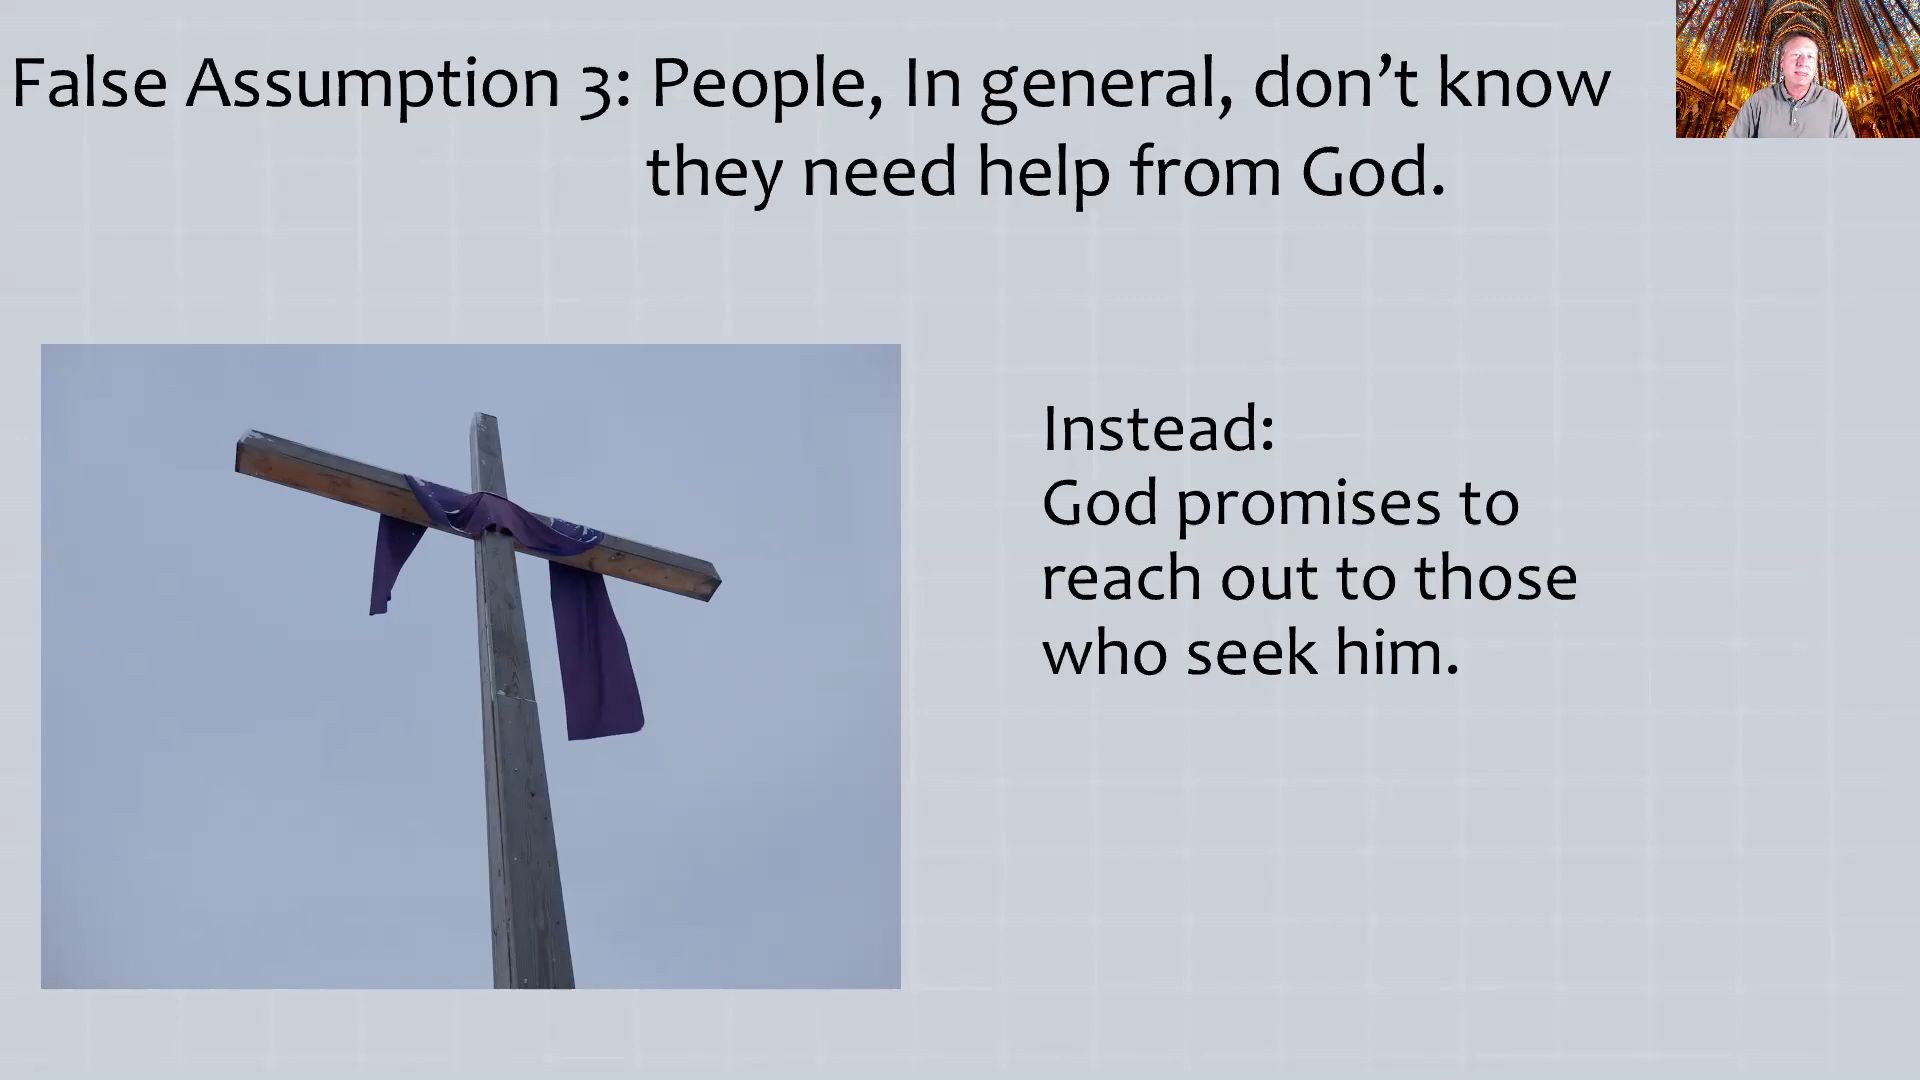 False Assumption 3: People, In general, don’t know
they need help from God.
Instead:
God promises to
reach out to those
who seek him.